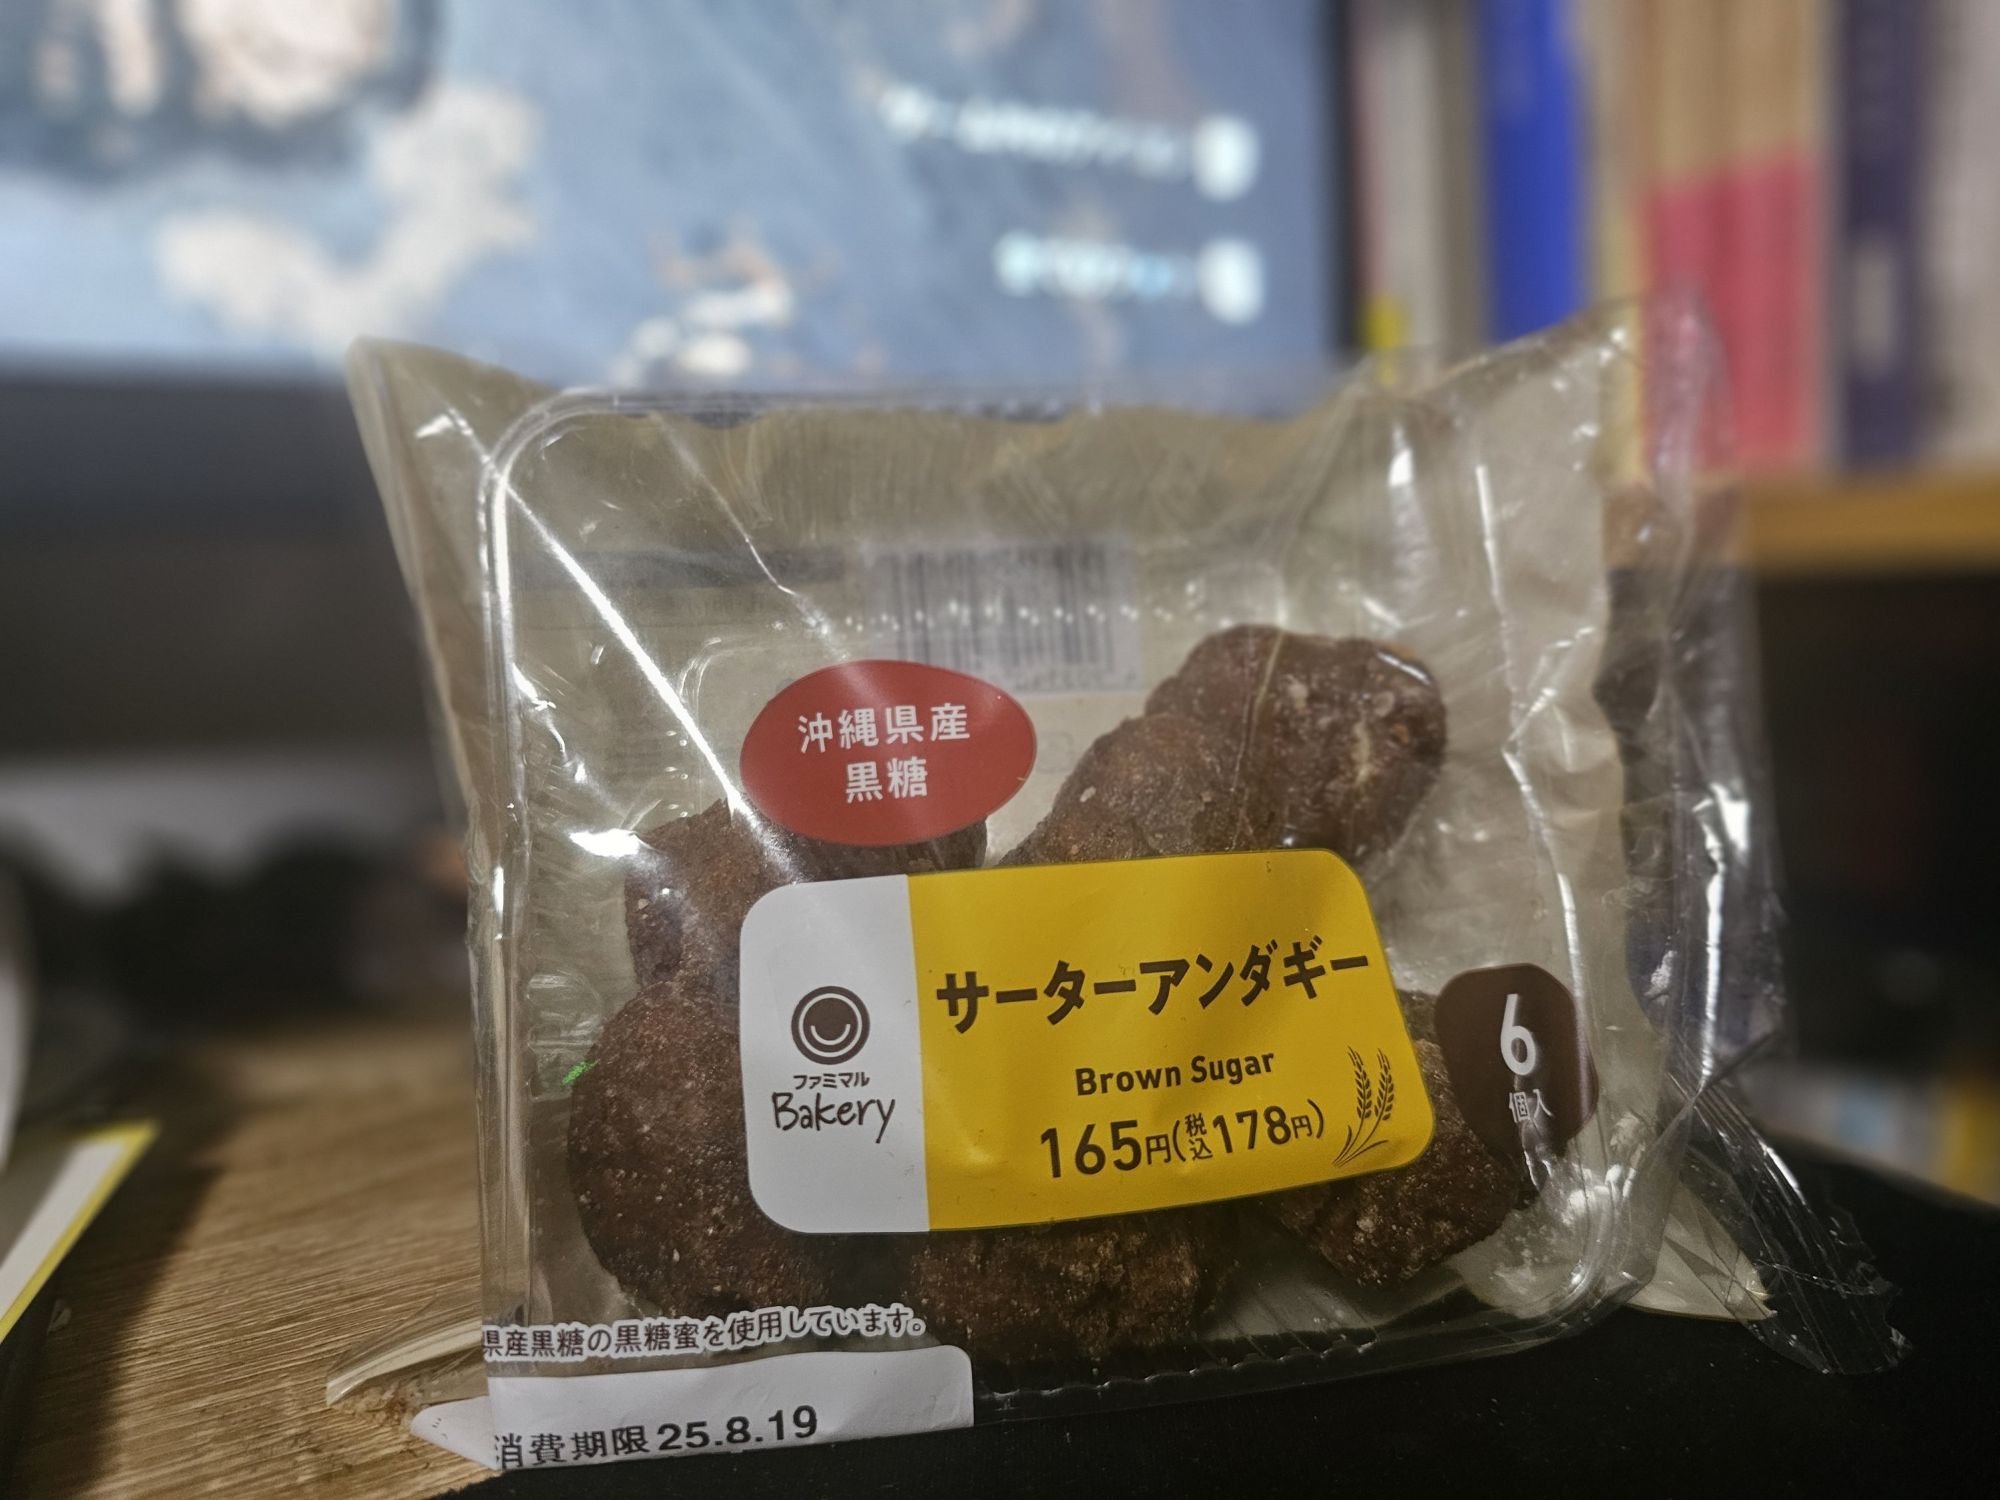 沖縄県産
黒糖
サーターアンダギー
Brown Sugar
165円(税込178円)
ファミマル
Bakery
6
個入
県産黒糖の黒糖蜜を使用しています。
消費期限 25.8.19